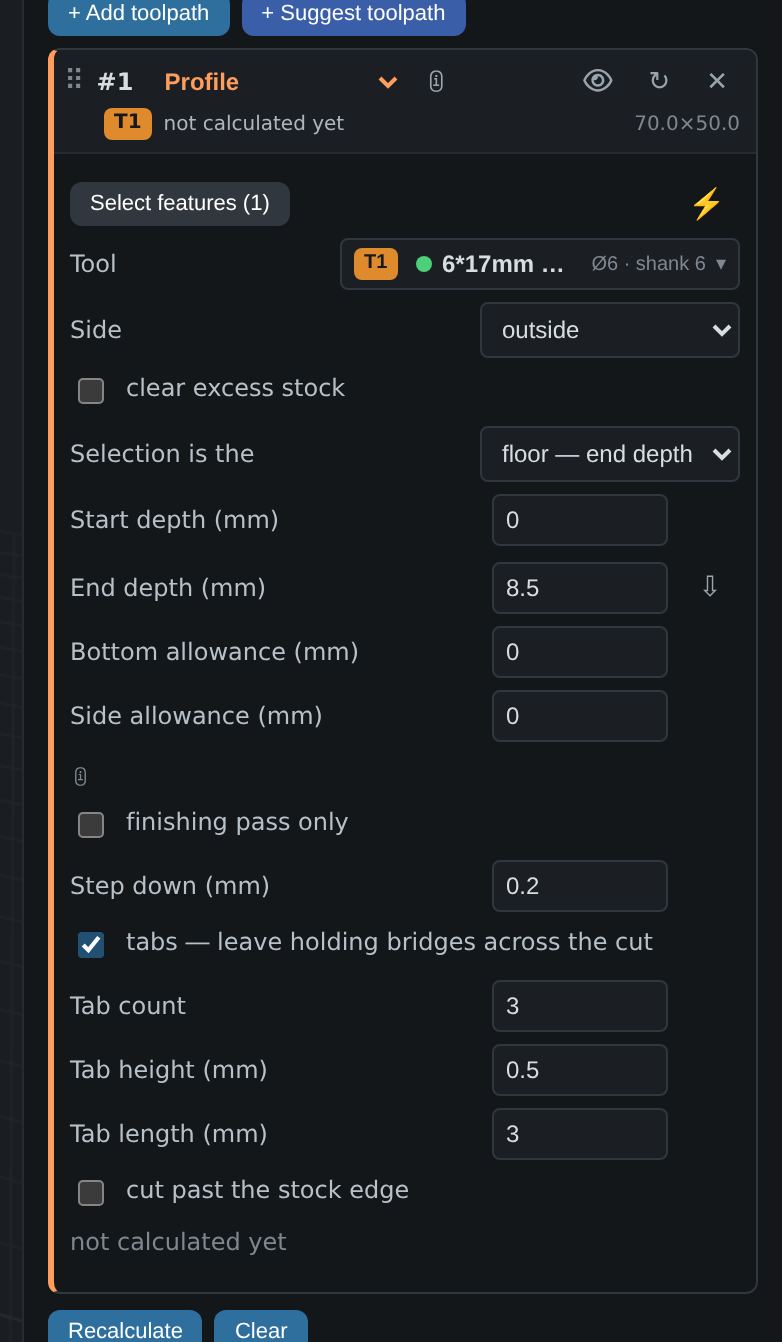 + Add toolpath + Suggest toolpath
#1 Profile
T1 not calculated yet 70.0×50.0
Select features (1)
Tool T1 6*17mm ... Ø6 · shank 6
Side outside
clear excess stock
Selection is the floor — end depth
Start depth (mm) 0
End depth (mm) 8.5
Bottom allowance (mm) 0
Side allowance (mm) 0
finishing pass only
Step down (mm) 0.2
tabs — leave holding bridges across the cut
Tab count 3
Tab height (mm) 0.5
Tab length (mm) 3
cut past the stock edge
not calculated yet
Recalculate Clear